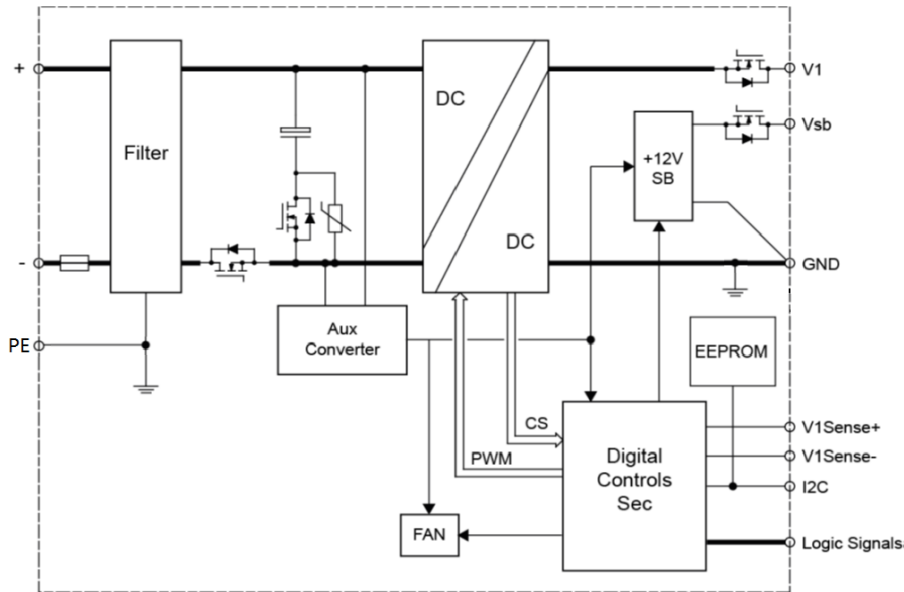 +
V1
DC
Vsb
Filter
+12V
SB
DC
-
GND
PE
Aux
Converter
EEPROM
CS
V1Sense+
PWM
V1Sense-
Digital
Controls
Sec
I2C
FAN
Logic Signals